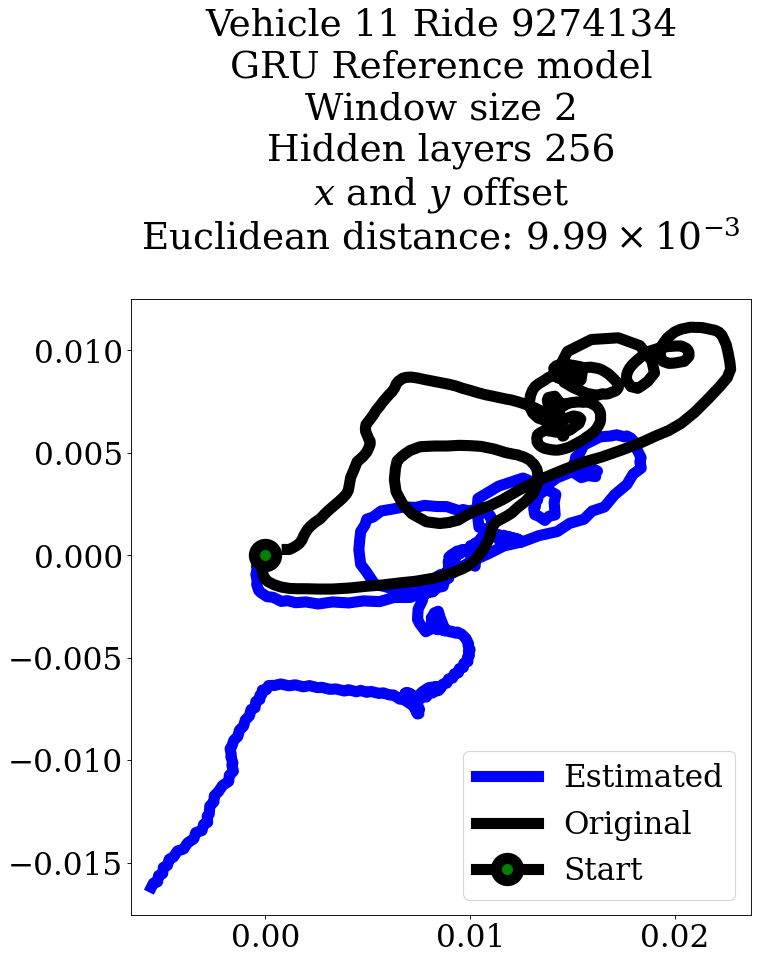 Vehicle 11 Ride 9274134
GRU Reference model
Window size 2
Hidden layers 256
x and y offset
Euclidean distance: 9.99 × 10⁻³
0.010
0.005
0.000
−0.005
−0.010
−0.015
Estimated
Original
Start
0.00 0.01 0.02